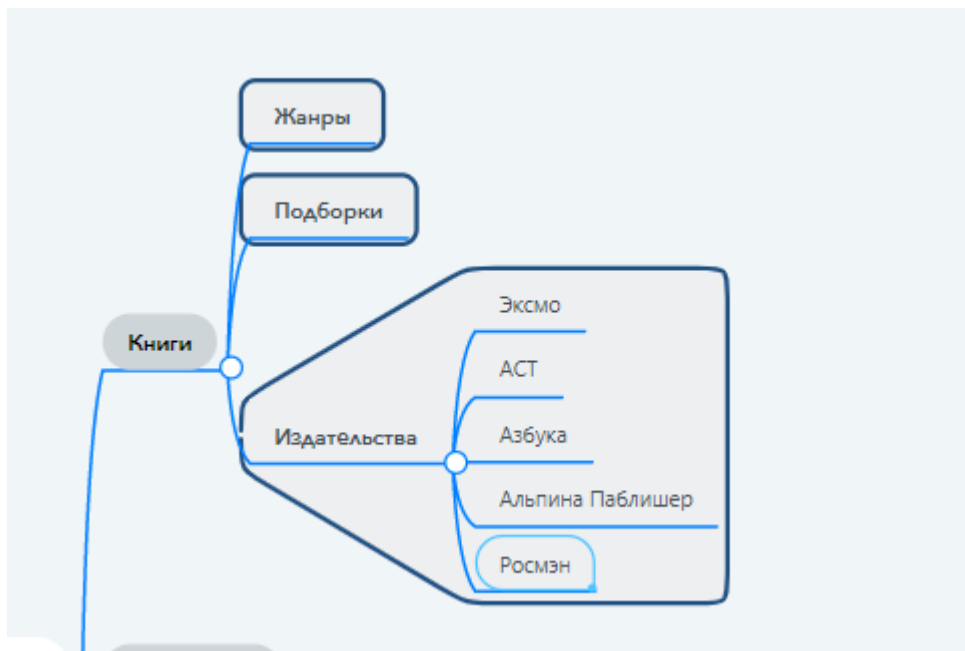 Жанры
Подборки
Книги
Издательства
Эксмо
АСТ
Азбука
Альпина Паблишер
Росмэн